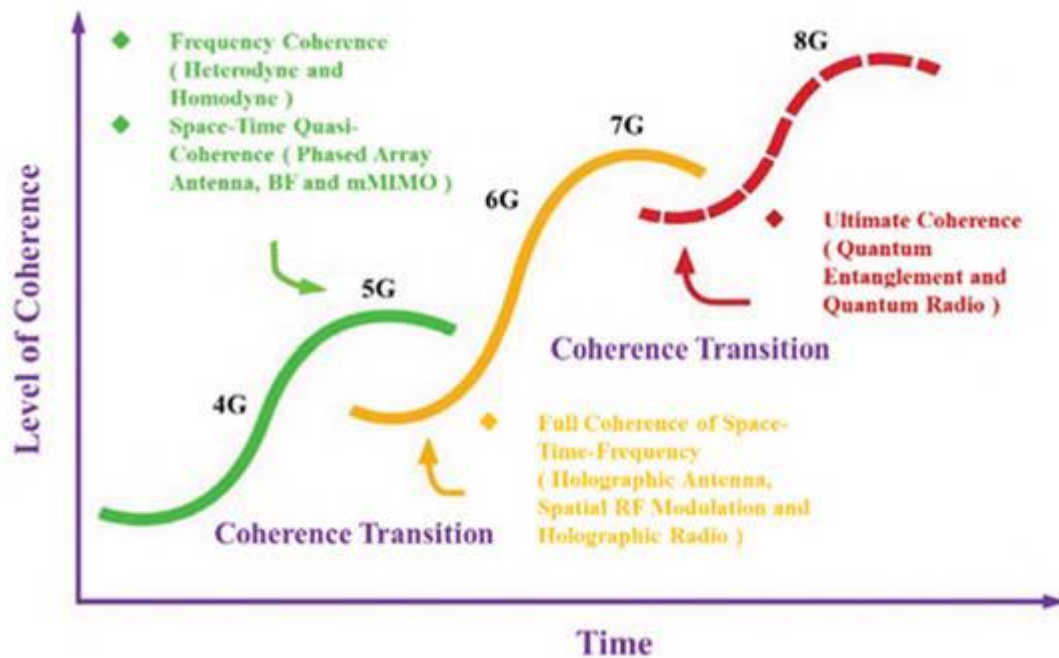 ◆ Frequency Coherence
( Heterodyne and
Homodyne )
◆ Space-Time Quasi-
Coherence ( Phased Array
Antenna, BF and mMIMO )
8G
7G
6G
◆ Ultimate Coherence
( Quantum
Entanglement and
Quantum Radio )
5G
Coherence Transition
4G
◆ Full Coherence of Space-
Time-Frequency
( Holographic Antenna,
Spatial RF Modulation and
Holographic Radio )
Coherence Transition
Level of Coherence
Time